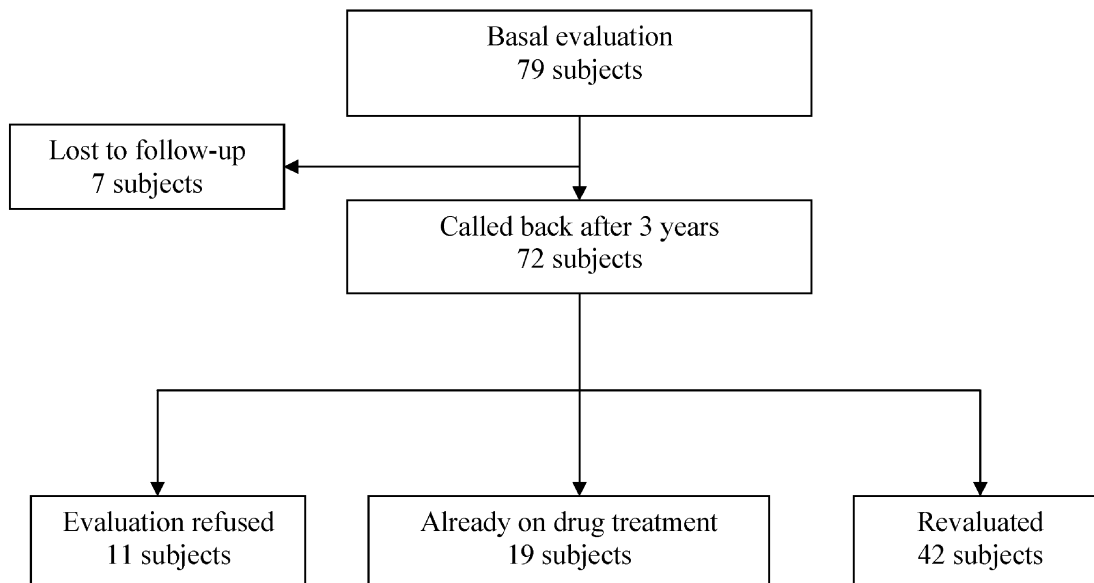 Basal evaluation
79 subjects
Lost to follow-up
7 subjects
Called back after 3 years
72 subjects
Evaluation refused
11 subjects
Already on drug treatment
19 subjects
Revaluated
42 subjects